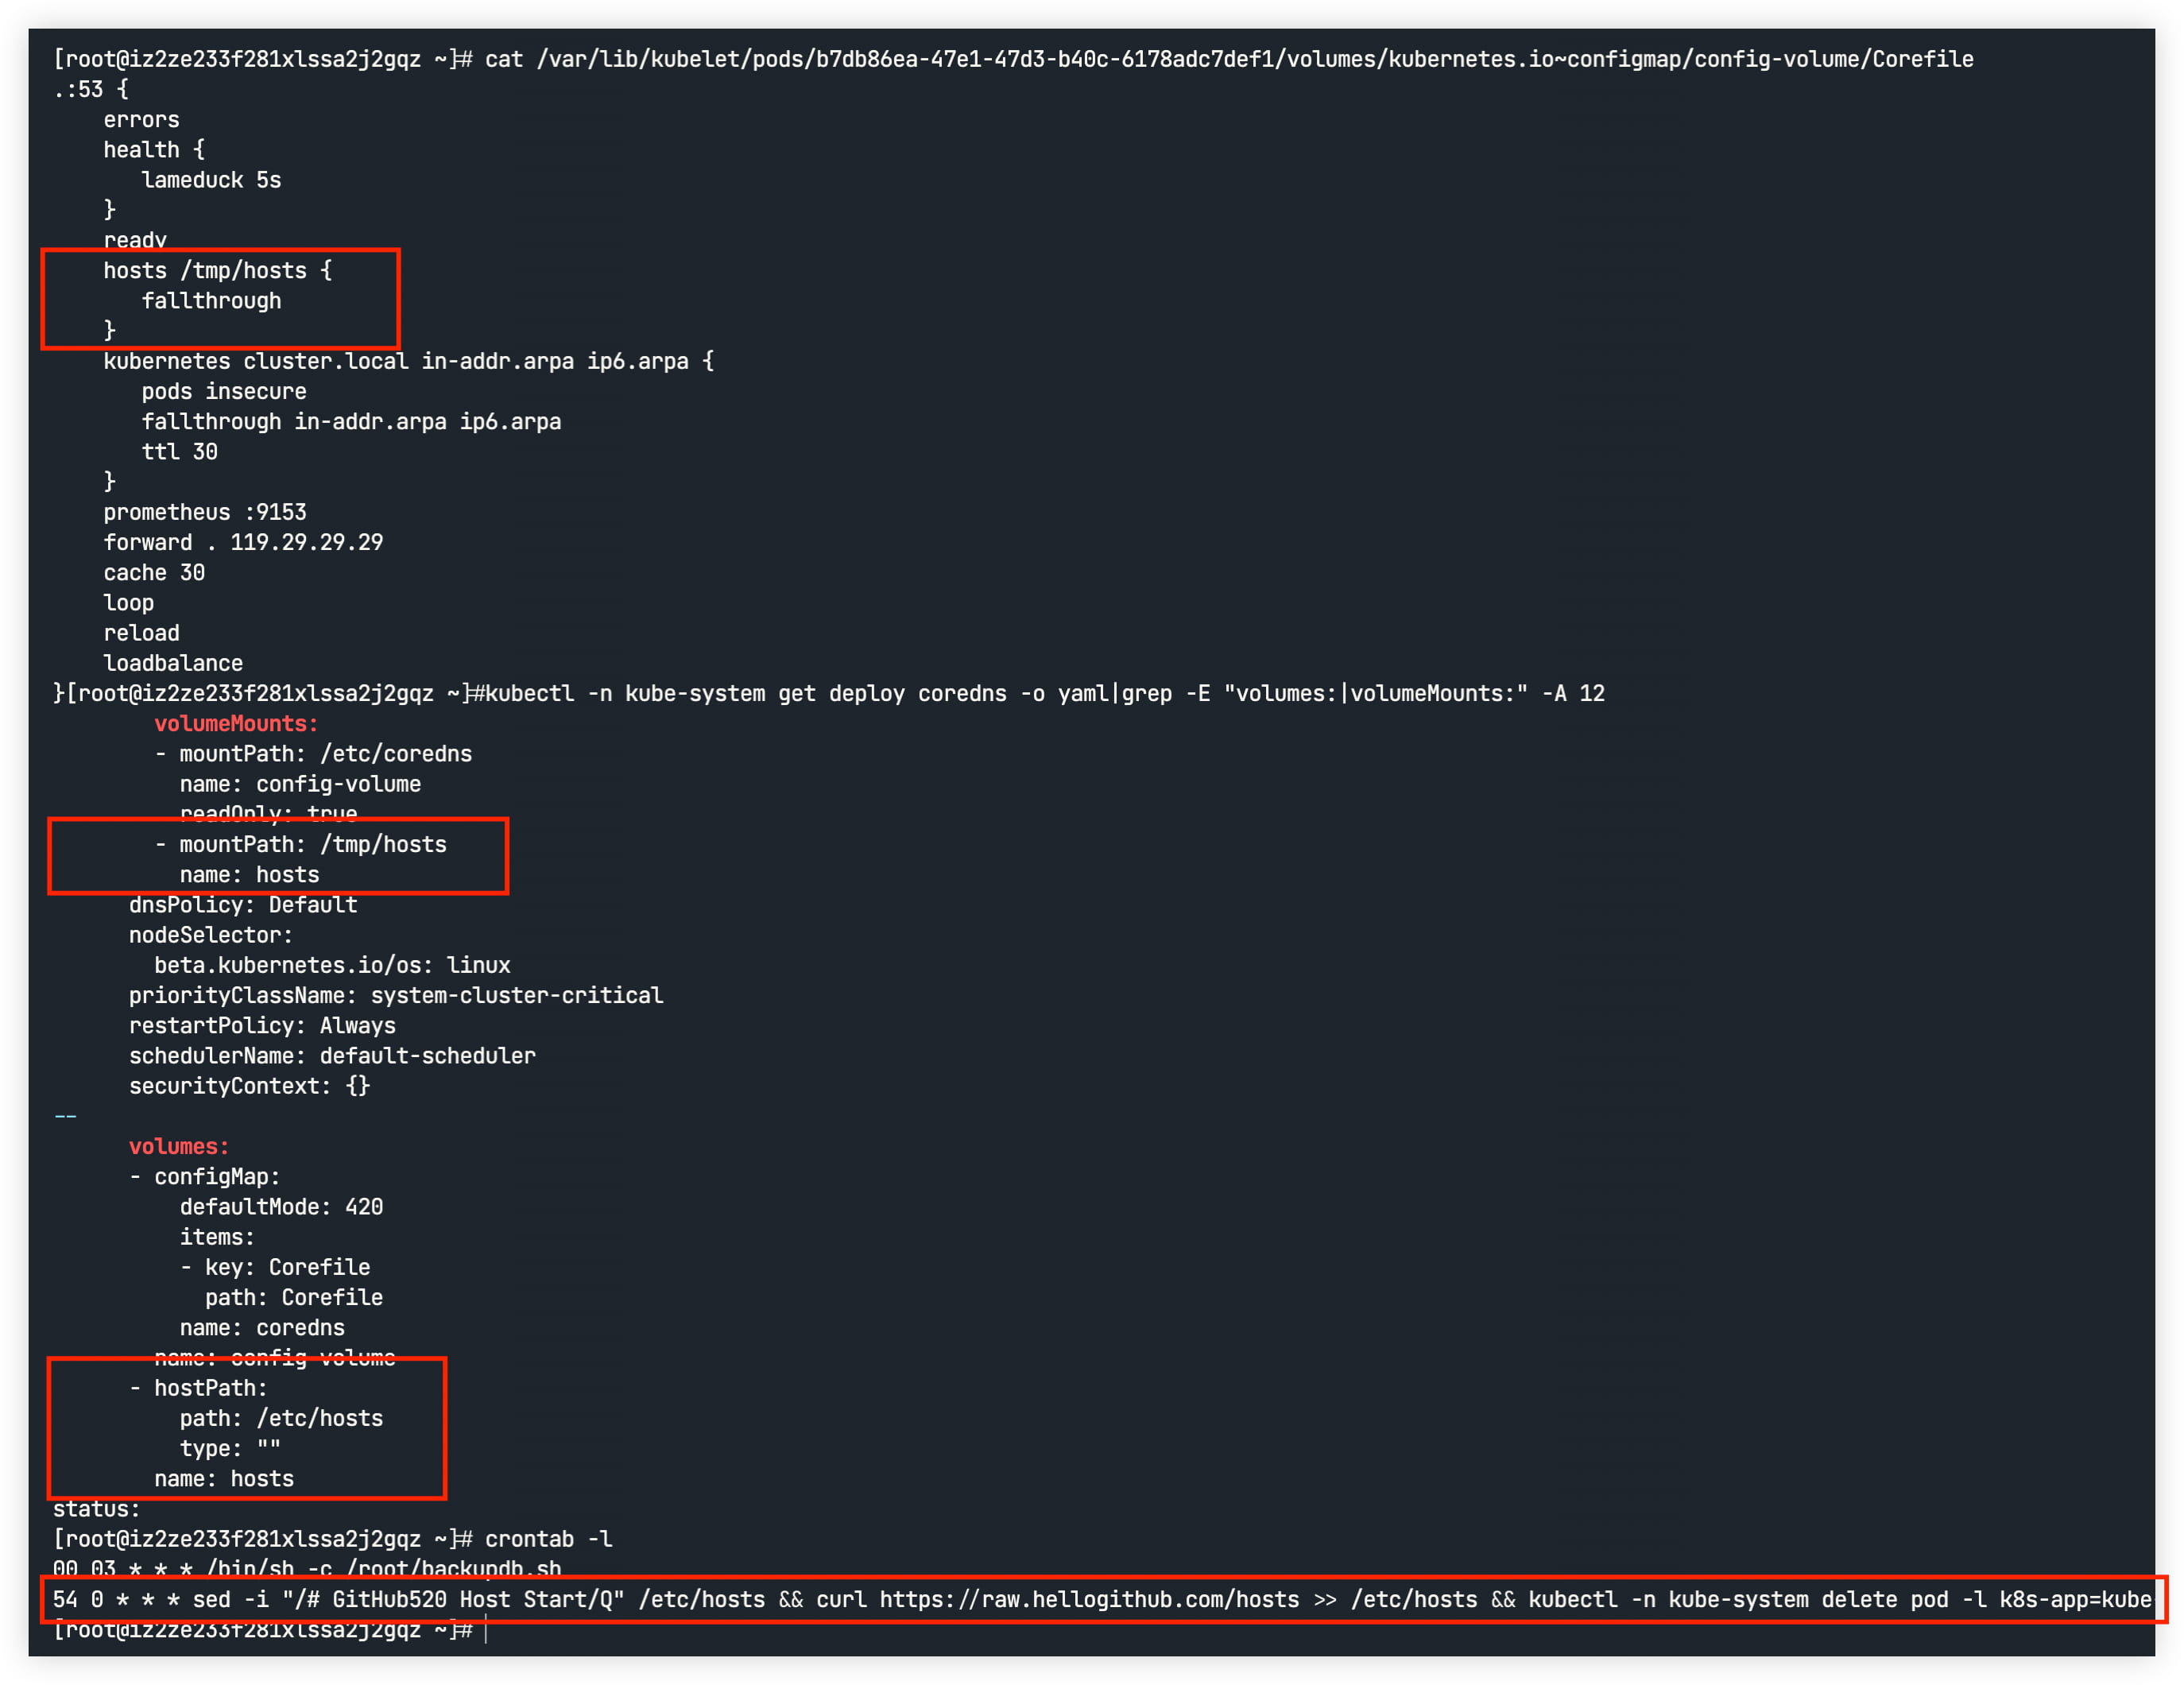 [root@iz2ze233f281xlssa2j2gqz ~]# cat /var/lib/kubelet/pods/b7db86ea-47e1-47d3-b40c-6178adc7def1/volumes/kubernetes.io~configmap/config-volume/Corefile
.:53 {
    errors
    health {
       lameduck 5s
    }
    ready
    hosts /tmp/hosts {
       fallthrough
    }
    kubernetes cluster.local in-addr.arpa ip6.arpa {
       pods insecure
       fallthrough in-addr.arpa ip6.arpa
       ttl 30
    }
    prometheus :9153
    forward . 119.29.29.29
    cache 30
    loop
    reload
    loadbalance
}[root@iz2ze233f281xlssa2j2gqz ~]#kubectl -n kube-system get deploy coredns -o yaml|grep -E "volumes:|volumeMounts:" -A 12
        volumeMounts:
        - mountPath: /etc/coredns
          name: config-volume
          readOnly: true
        - mountPath: /tmp/hosts
          name: hosts
      dnsPolicy: Default
      nodeSelector:
        beta.kubernetes.io/os: linux
      priorityClassName: system-cluster-critical
      restartPolicy: Always
      schedulerName: default-scheduler
      securityContext: {}
--
      volumes:
      - configMap:
          defaultMode: 420
          items:
          - key: Corefile
            path: Corefile
          name: coredns
        name: config-volume
      - hostPath:
          path: /etc/hosts
          type: ""
        name: hosts
status:
[root@iz2ze233f281xlssa2j2gqz ~]# crontab -l
00 03 * * * /bin/sh -c /root/backupdb.sh
54 0 * * * sed -i "/# GitHub520 Host Start/Q" /etc/hosts && curl https://raw.hellogithub.com/hosts >> /etc/hosts && kubectl -n kube-system delete pod -l k8s-app=kube
[root@iz2ze233f281xlssa2j2gqz ~]#